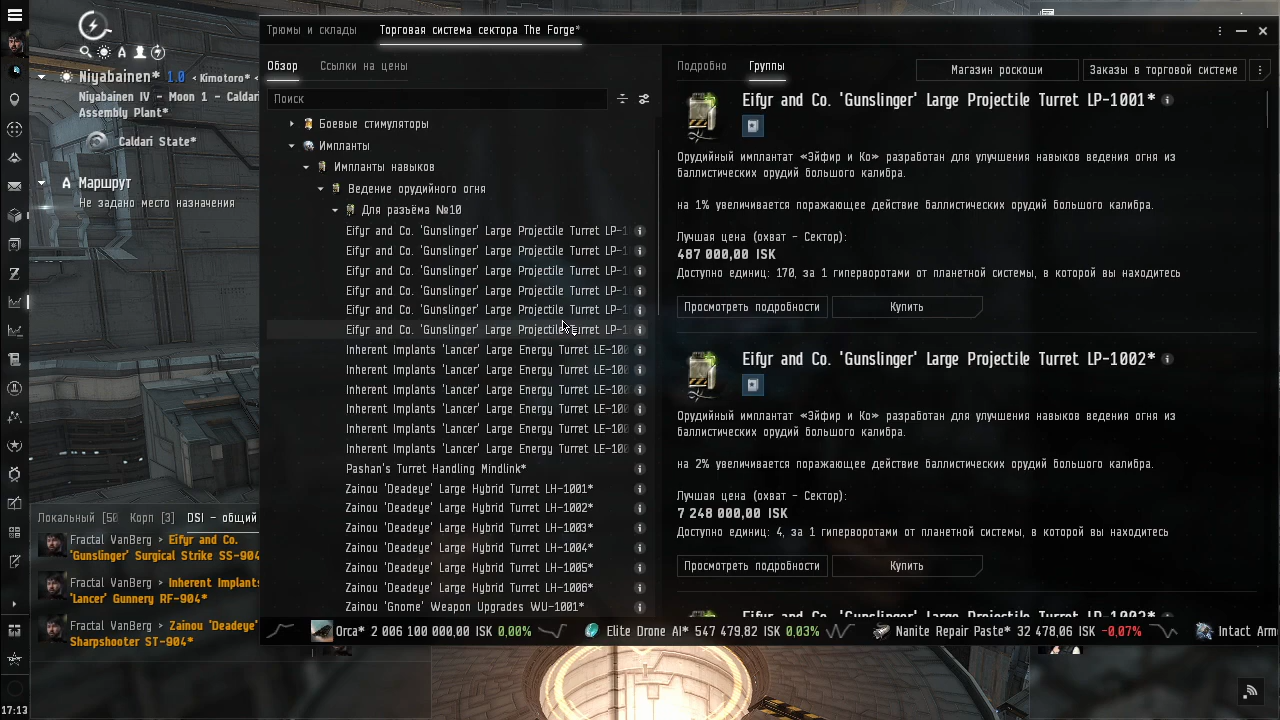 Трюмы и склады
Торговая система сектора The Forge*
Niyabainen* 1.0 < Kimotoro* <
Niyabainen IV - Moon 1 - Caldari
Assembly Plant*
Caldari State*
Маршрут
Не задано место назначения
Обзор
Ссылки на цены
Поиск
Боевые стимуляторы
Импланты
Импланты навыков
Ведение орудийного огня
Для разъёма №10
Eifyr and Co. 'Gunslinger' Large Projectile Turret LP-1
Eifyr and Co. 'Gunslinger' Large Projectile Turret LP-1
Eifyr and Co. 'Gunslinger' Large Projectile Turret LP-1
Eifyr and Co. 'Gunslinger' Large Projectile Turret LP-1
Eifyr and Co. 'Gunslinger' Large Projectile Turret LP-1
Eifyr and Co. 'Gunslinger' Large Projectile Turret LP-1
Inherent Implants 'Lancer' Large Energy Turret LE-100
Inherent Implants 'Lancer' Large Energy Turret LE-100
Inherent Implants 'Lancer' Large Energy Turret LE-100
Inherent Implants 'Lancer' Large Energy Turret LE-100
Inherent Implants 'Lancer' Large Energy Turret LE-100
Inherent Implants 'Lancer' Large Energy Turret LE-100
Pashan's Turret Handling Mindlink*
Zainou 'Deadeye' Large Hybrid Turret LH-1001*
Zainou 'Deadeye' Large Hybrid Turret LH-1002*
Zainou 'Deadeye' Large Hybrid Turret LH-1003*
Zainou 'Deadeye' Large Hybrid Turret LH-1004*
Zainou 'Deadeye' Large Hybrid Turret LH-1005*
Zainou 'Deadeye' Large Hybrid Turret LH-1006*
Zainou 'Gnome' Weapon Upgrades WU-1001*
Подробно
Группы
Магазин роскоши
Заказы в торговой системе
Eifyr and Co. 'Gunslinger' Large Projectile Turret LP-1001*
Орудийный имплантат «Эйфир и Ко» разработан для улучшения навыков ведения огня из
баллистических орудий большого калибра.
на 1% увеличивается поражающее действие баллистических орудий большого калибра.
Лучшая цена (охват - Сектор):
487 000,00 ISK
Доступно единиц: 170, за 1 гиперворотами от планетной системы, в которой вы находитесь
Просмотреть подробности
Купить
Eifyr and Co. 'Gunslinger' Large Projectile Turret LP-1002*
Орудийный имплантат «Эйфир и Ко» разработан для улучшения навыков ведения огня из
баллистических орудий большого калибра.
на 2% увеличивается поражающее действие баллистических орудий большого калибра.
Лучшая цена (охват - Сектор):
7 248 000,00 ISK
Доступно единиц: 4, за 1 гиперворотами от планетной системы, в которой вы находитесь
Просмотреть подробности
Купить
Локальный [50
Корп [3]
DSI - общий
Fractal VanBerg > Eifyr and Co.
'Gunslinger' Surgical Strike SS-904
Fractal VanBerg > Inherent Implants
'Lancer' Gunnery RF-904*
Fractal VanBerg > Zainou 'Deadeye'
Sharpshooter ST-904*
Orca* 2 006 100 000,00 ISK 0,00%
Elite Drone AI* 547 479,82 ISK 0,03%
Nanite Repair Paste* 32 478,06 ISK -0,07%
Intact Arm
17:13